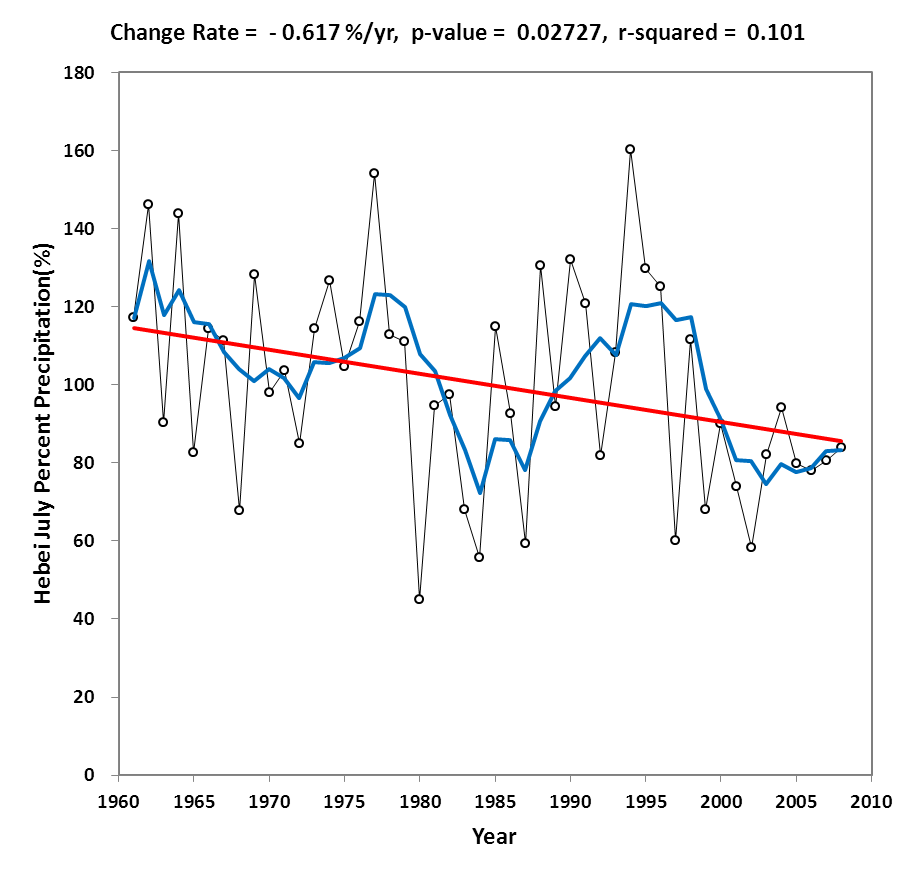 Change Rate = - 0.617 %/yr, p-value = 0.02727, r-squared = 0.101
Hebei July Percent Precipitation(%)
180
160
140
120
100
80
60
40
20
0
1960 1965 1970 1975 1980 1985 1990 1995 2000 2005 2010
Year